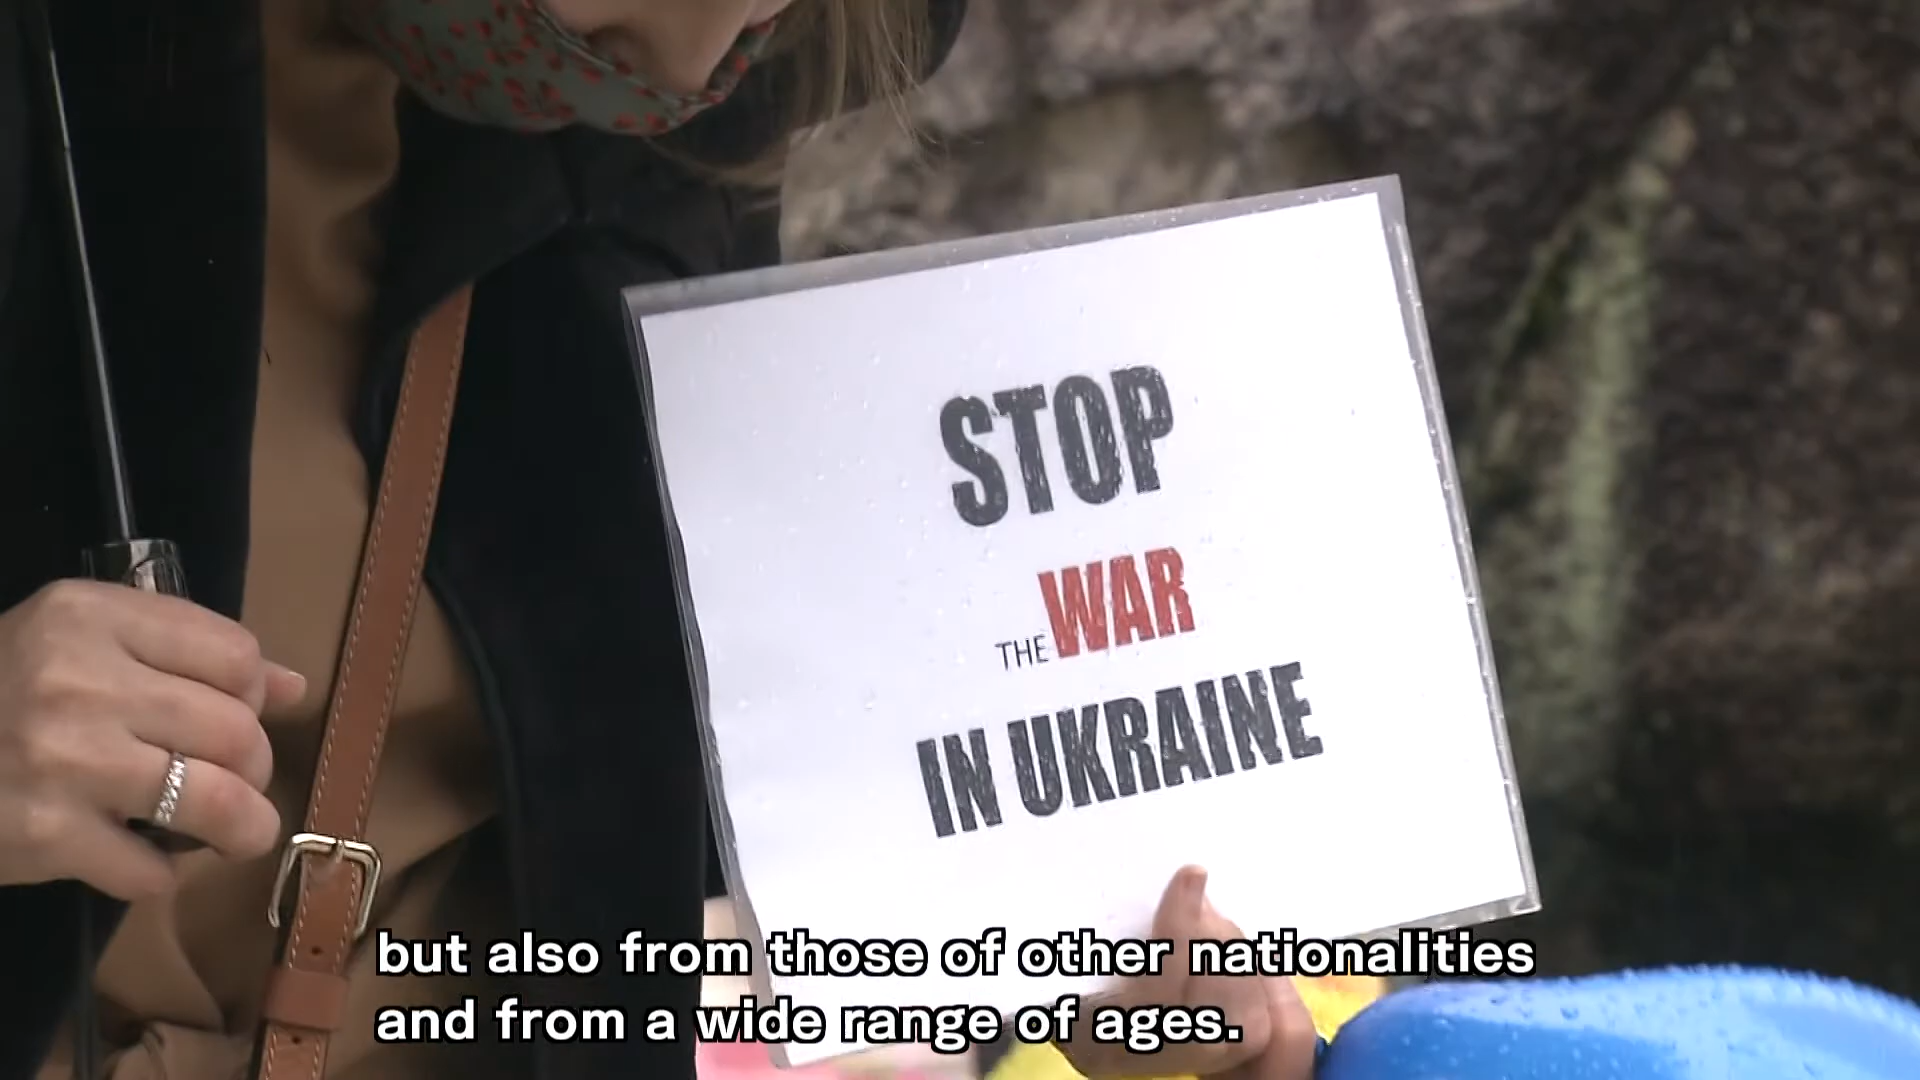 STOP
THE WAR
IN UKRAINE
but also from those of other nationalities
and from a wide range of ages.